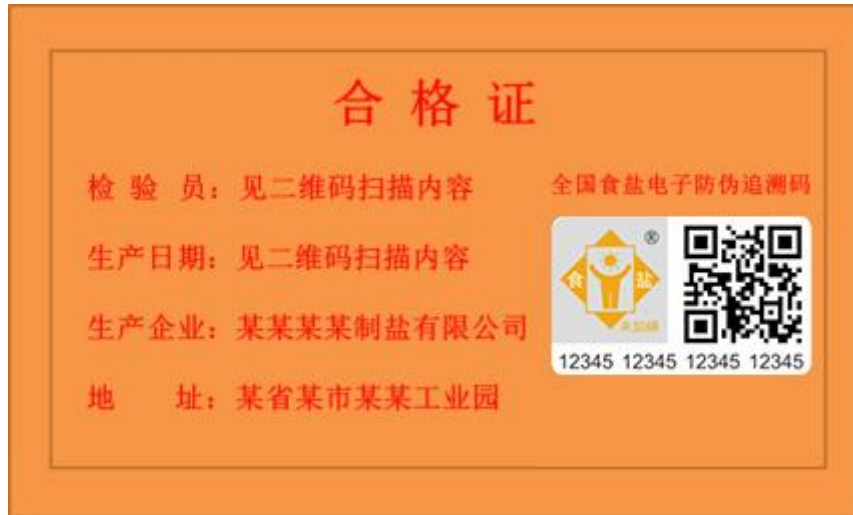 合格证
检验员：见二维码扫描内容
全国食盐电子防伪追溯码
生产日期：见二维码扫描内容
®
食 盐
未加碘
生产企业：某某某某制盐有限公司
12345 12345 12345 12345
地址：某省某市某某工业园